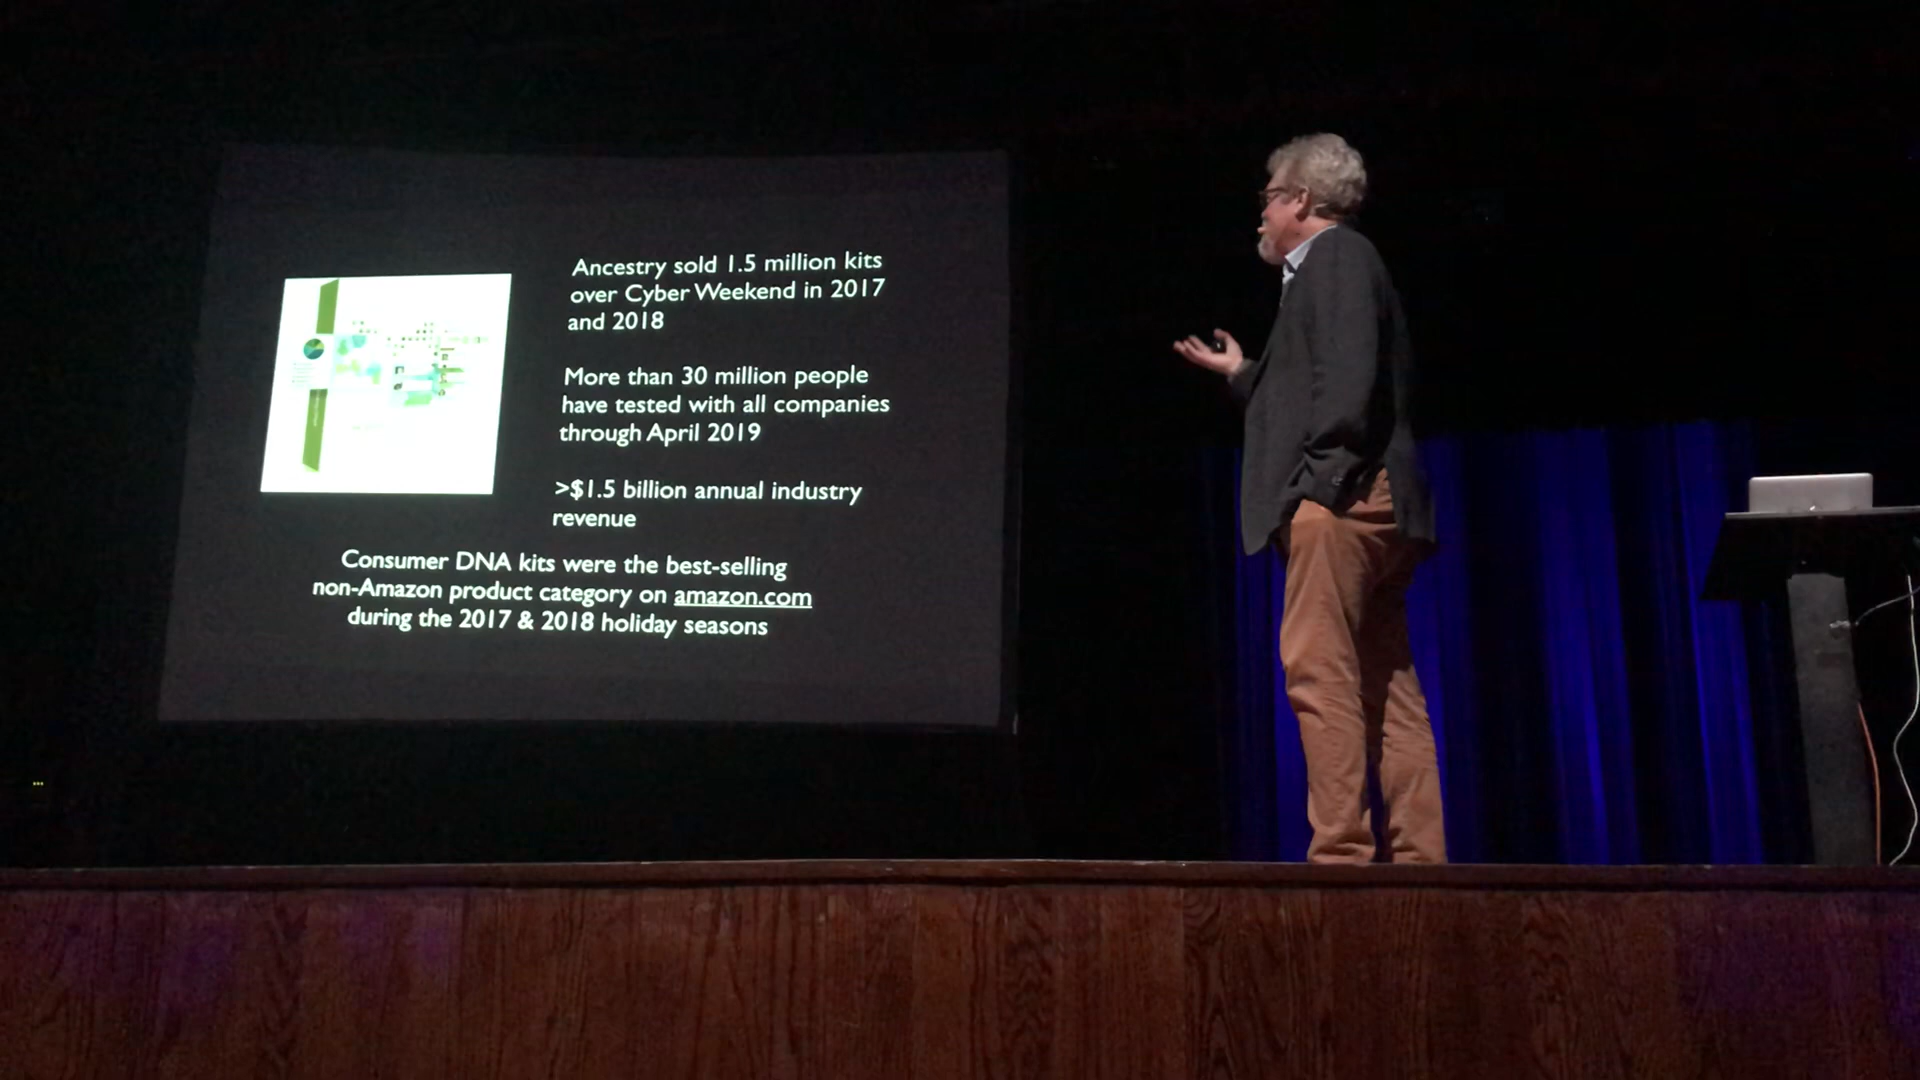 Ancestry sold 1.5 million kits
over Cyber Weekend in 2017
and 2018
More than 30 million people
have tested with all companies
through April 2019
>$1.5 billion annual industry
revenue
Consumer DNA kits were the best-selling
non-Amazon product category on amazon.com
during the 2017 & 2018 holiday seasons